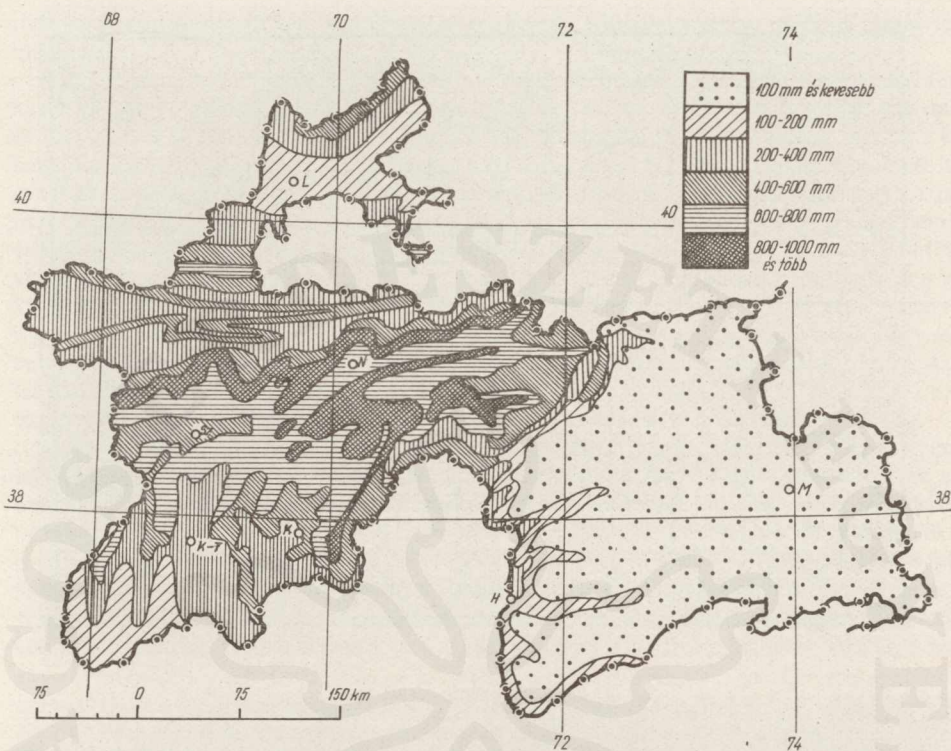 68
70
72
74
100 mm és kevesebb
100-200 mm
200-400 mm
400-600 mm
600-800 mm
800-1000 mm
és több
L
40
40
N
M
38
38
K-T
K
H
75
0
75
150 km
72
74